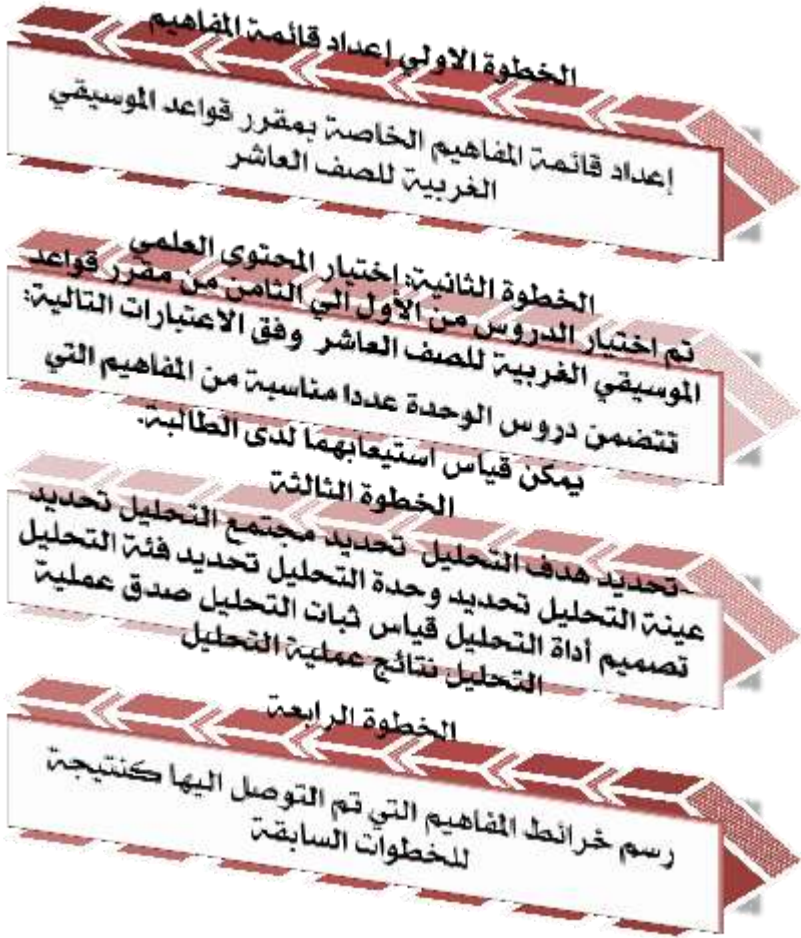 الخطوة الاولي إعداد قائمة المفاهيم
إعداد قائمة المفاهيم الخاصة بمقرر قواعد الموسيقي
الغربية للصف العاشر
الخطوة الثانية: اختيار المحتوى العلمي
تم اختيار الدروس من الأول الي الثامن من مقرر قواعد
الموسيقي الغربية للصف العاشر وفق الاعتبارات التالية:
تتضمن دروس الوحدة عددا مناسبة من المفاهيم التي
يمكن قياس استيعابهما لدى الطالبة.
الخطوة الثالثة
-تحديد هدف التحليل تحديد مجتمع التحليل تحديد
عينة التحليل تحديد وحدة التحليل تحديد فئة التحليل
تصميم أداة التحليل قياس ثبات التحليل صدق عملية
التحليل نتائج عملية التحليل
الخطوة الرابعة
رسم خرائط المفاهيم التي تم التوصل اليها كنتيجة
للخطوات السابقة